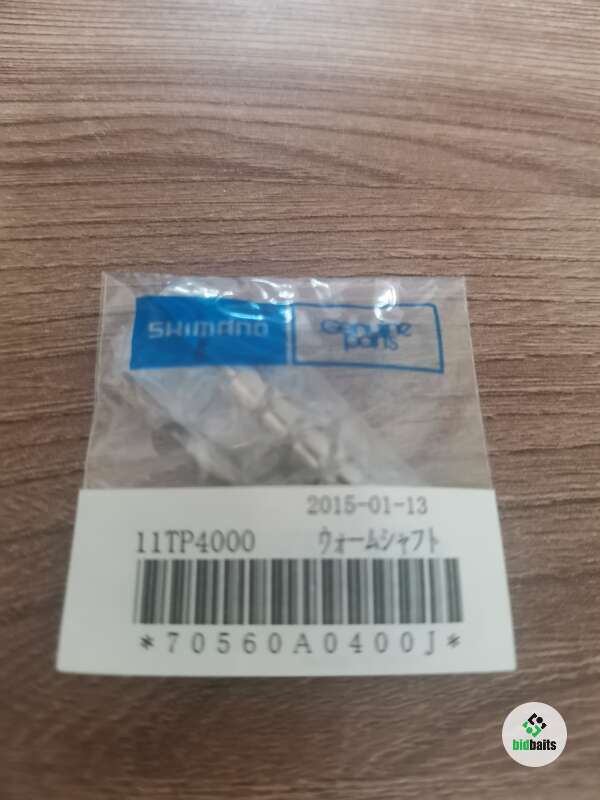 SHIMANO
Genuine
parts
2015-01-13
11TP4000 ウォームシャフト
*70560A0400J*
bidbaits